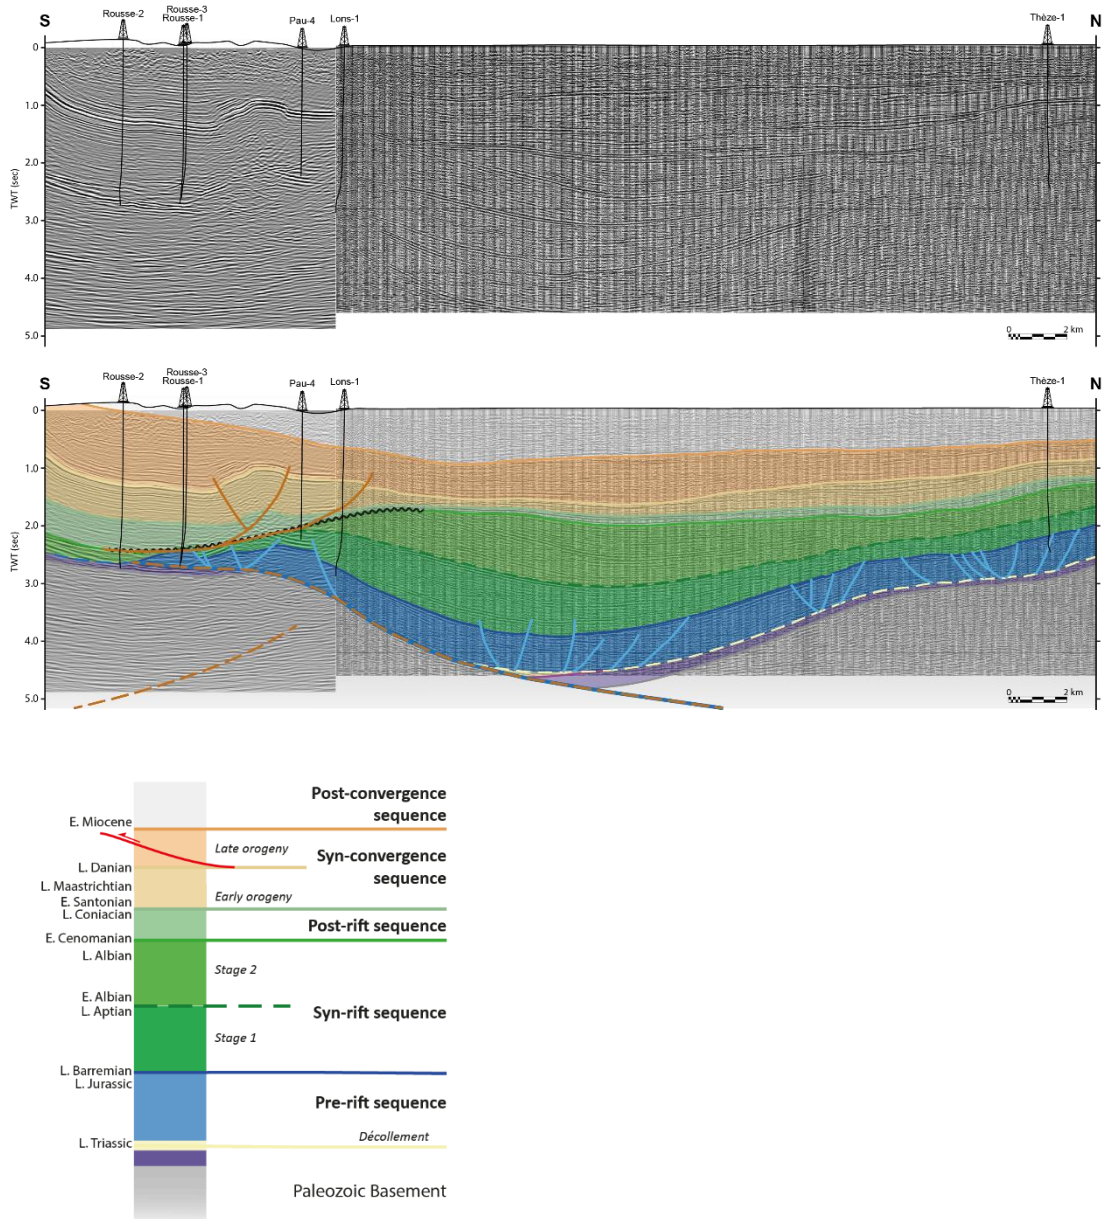 S
Rousse-2
Rousse-3
Rousse-1
Pau-4
Lons-1
Thèze-1
N
0
1.0
2.0
3.0
4.0
5.0
TWT (sec)
0 2 km
S
Rousse-2
Rousse-3
Rousse-1
Pau-4
Lons-1
Thèze-1
N
0
1.0
2.0
3.0
4.0
5.0
TWT (sec)
0 2 km
Post-convergence
sequence
E. Miocene
Late orogeny
Syn-convergence
sequence
L. Danian
L. Maastrichtian
Early orogeny
E. Santonian
L. Coniacian
Post-rift sequence
E. Cenomanian
L. Albian
Stage 2
E. Albian
L. Aptian
Syn-rift sequence
Stage 1
L. Barremian
L. Jurassic
Pre-rift sequence
Décollement
L. Triassic
Paleozoic Basement